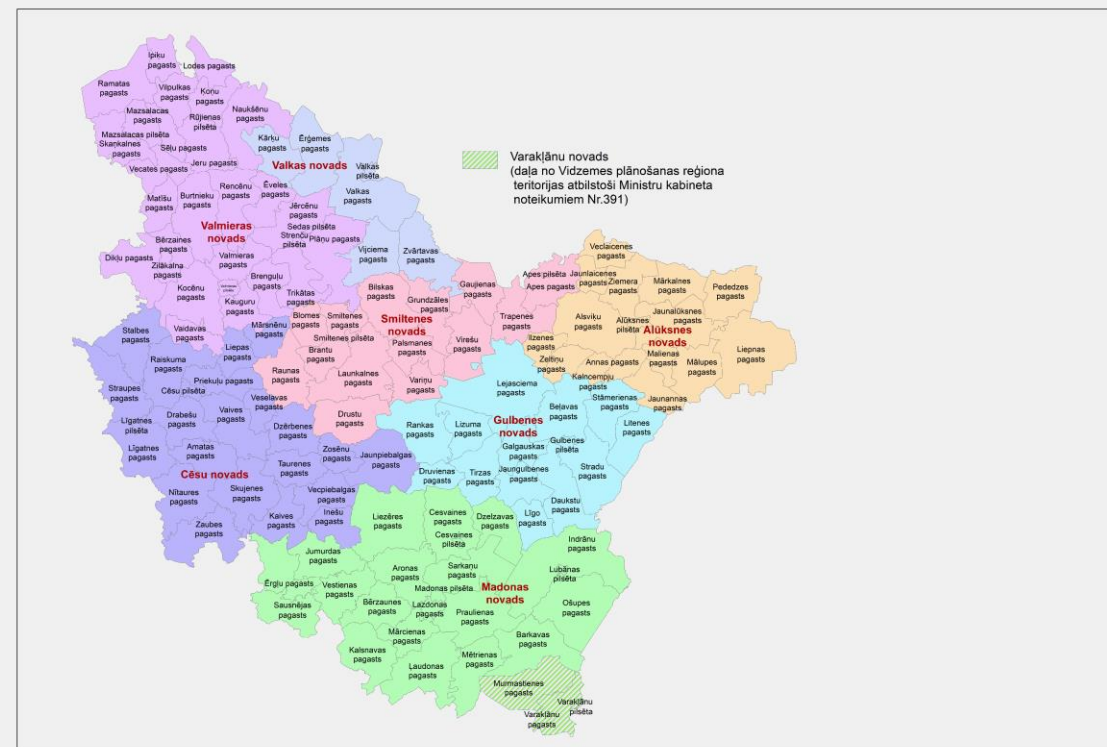 Ipiku
pagasts
Lodes pagasts
Ramatas
pagasts
Vilpulkas
pagasts
Ķoņu
pagasts
Naukšēnu
pagasts
Mazsalacas
pagasts
Rūjienas
pilsēta
Mazsalacas pilsēta
Skaņkalnes
pagasts
Sēļu pagasts
Vecates pagasts
Jeru pagasts
Kārķu
pagasts
Ērģemes
pagasts
Valkas novads
Valkas
pilsēta
Valkas
pagasts
Vijciema
pagasts
Zvārtavas
pagasts
Matīšu
pagasts
Burtnieku
pagasts
Rencēnu
pagasts
Ēveles
pagasts
Jērcēnu
pagasts
Sedas pilsēta
Strenču
pilsēta
Plāņu pagasts
Valmieras
novads
Bērzaines
pagasts
Dikļu pagasts
Zilākalna
pagasts
Valmieras
pagasts
Brenguļu
pagasts
Kocēnu
pagasts
Kauguru
pagasts
Trikātas
pagasts
Vaidavas
pagasts
Varakļānu novads
(daļa no Vidzemes plānošanas reģiona
teritorijas atbilstoši Ministru kabineta
noteikumiem Nr.391)
Bilskas
pagasts
Grundzāles
pagasts
Gaujienas
pagasts
Apes pilsēta
Apes pagasts
Trapenes
pagasts
Blomes
pagasts
Smiltenes
pagasts
Smiltenes
novads
Smiltenes pilsēta
Palsmanes
pagasts
Virešu
pagasts
Brantu
pagasts
Raunas
pagasts
Launkalnes
pagasts
Variņu
pagasts
Drustu
pagasts
Veclaicenes
pagasts
Jaunlaicenes
pagasts
Ziemera
pagasts
Mārkalnes
pagasts
Pededzes
pagasts
Alsviķu
pagasts
Alūksnes
pilsēta
Jaunalūksnes
pagasts
Alūksnes
novads
Ilzenes
pagasts
Zeltiņu
pagasts
Annas pagasts
Malienas
pagasts
Mālupes
pagasts
Liepnas
pagasts
Kalncempju
pagasts
Jaunannas
pagasts
Lejasciema
pagasts
Stāmerienas
pagasts
Beļavas
pagasts
Litenes
pagasts
Rankas
pagasts
Lizuma
pagasts
Gulbenes
novads
Galgauskas
pagasts
Gulbenes
pilsēta
Druvienas
pagasts
Tirzas
pagasts
Jaungulbenes
pagasts
Stradu
pagasts
Daukstu
pagasts
Līgo
pagasts
Mārsnēnu
pagasts
Stalbes
pagasts
Liepas
pagasts
Raiskuma
pagasts
Priekuļu pagasts
Straupes
pagasts
Cēsu pilsēta
Veselavas
pagasts
Līgatnes
pilsēta
Drabešu
pagasts
Vaives
pagasts
Dzērbenes
pagasts
Līgatnes
pagasts
Amatas
pagasts
Zosēnu
pagasts
Jaunpiebalgas
pagasts
Cēsu novads
Taurenes
pagasts
Nītaures
pagasts
Skujenes
pagasts
Vecpiebalgas
pagasts
Zaubes
pagasts
Kaives
pagasts
Inešu
pagasts
Liezēres
pagasts
Cesvaines
pagasts
Dzelzavas
pagasts
Cesvaines
pilsēta
Indrānu
pagasts
Jumurdas
pagasts
Aronas
pagasts
Sarkaņu
pagasts
Lubānas
pilsēta
Ērgļu pagasts
Vestienas
pagasts
Madonas pilsēta
Madonas
novads
Sausnējas
pagasts
Bērzaunes
pagasts
Lazdonas
pagasts
Praulienas
pagasts
Ošupes
pagasts
Mārcienas
pagasts
Barkavas
pagasts
Kalsnavas
pagasts
Mētrienas
pagasts
Ļaudonas
pagasts
Murmastienes
pagasts
Varakļānu
pilsēta
Varakļānu
pagasts